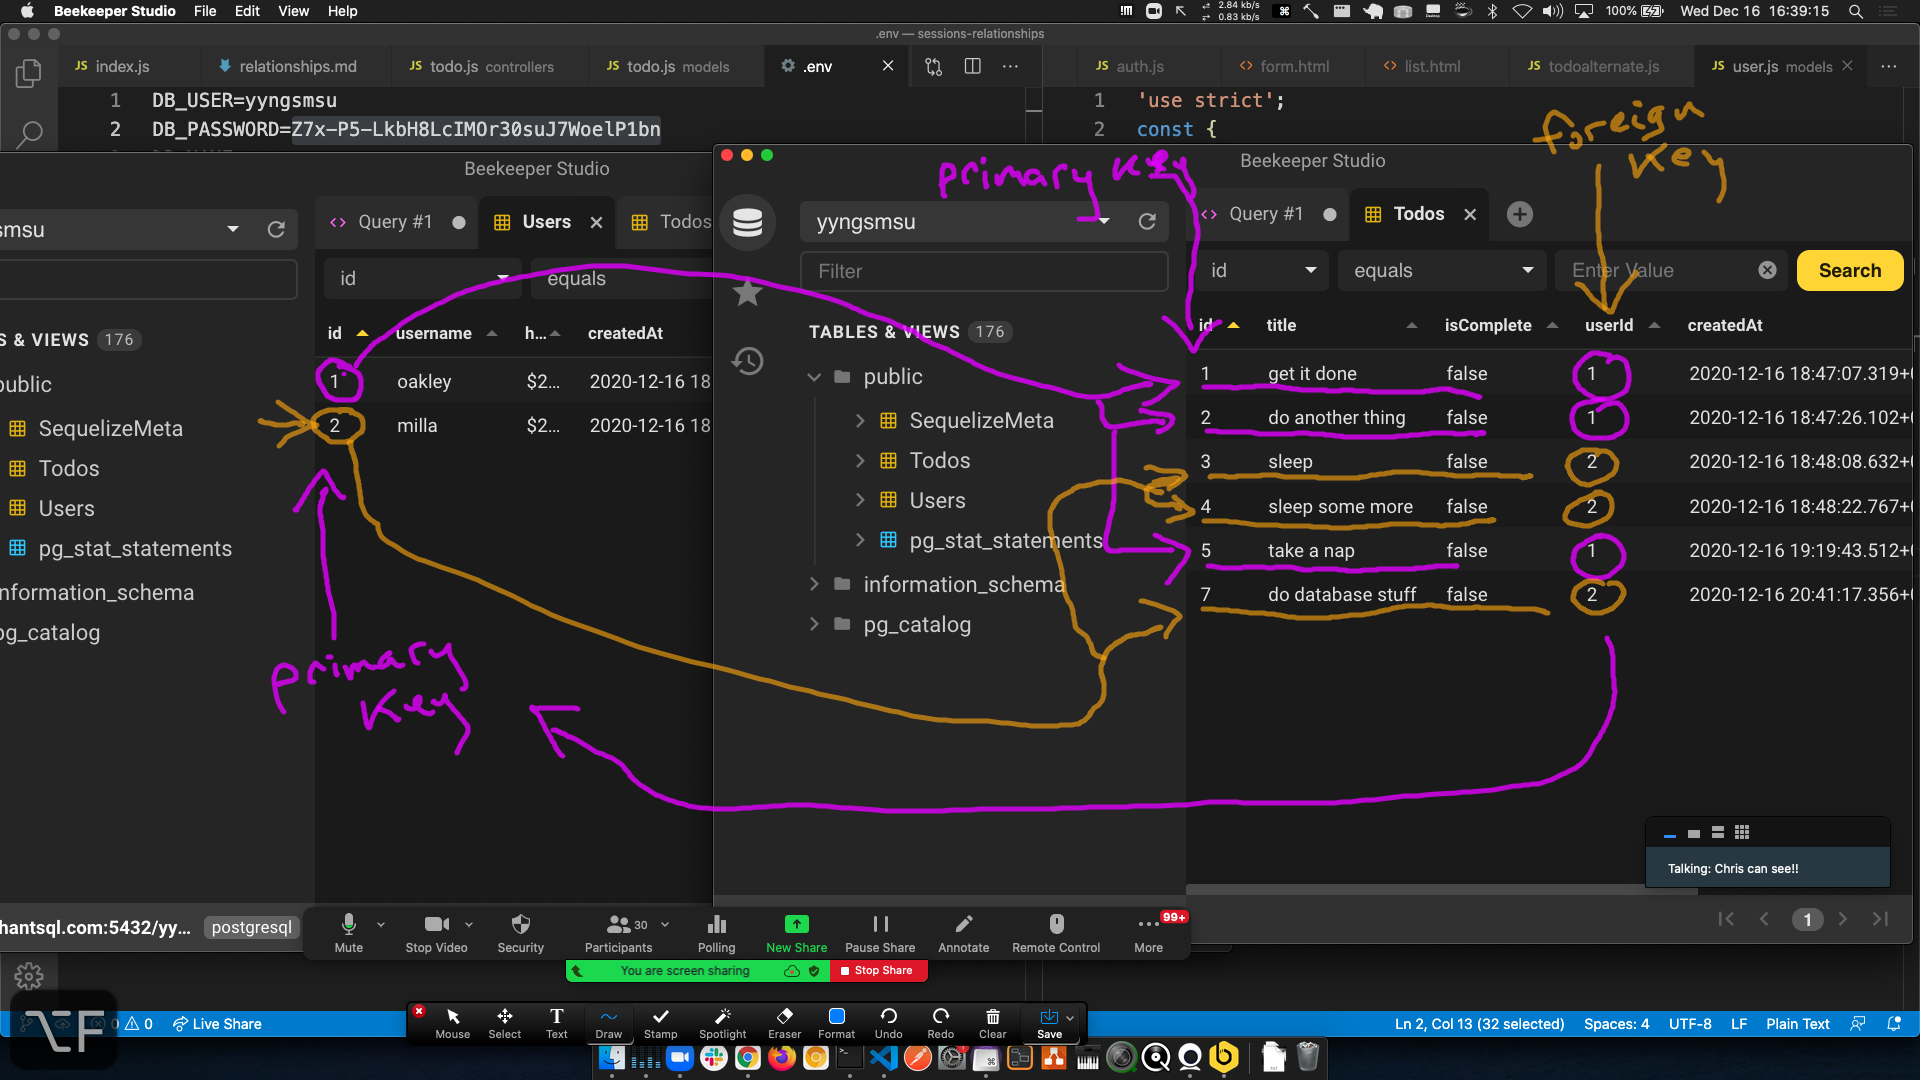 Beekeeper Studio File Edit View Help
2.84 kb/s
0.83 kb/s
100%
Wed Dec 16 16:39:15
.env — sessions-relationships
JS index.js
relationships.md
JS todo.js controllers
JS todo.js models
.env
JS auth.js
form.html
list.html
JS todoalternate.js
JS user.js models
1 DB_USER=yyngsmsu
2 DB_PASSWORD=Z7x-P5-LkbH8LcIMOr30suJ7WoelP1bn
1 'use strict';
2 const {
foreign
key
primary key
Beekeeper Studio
smsu
Query #1
Users
Todos
id
equals
S & VIEWS 176
public
SequelizeMeta
Todos
Users
pg_stat_statements
nformation_schema
pg_catalog
id username h... createdAt
1 oakley $2... 2020-12-16 18
2 milla $2... 2020-12-16 18
primary
key
hantsql.com:5432/yy...
postgresql
Beekeeper Studio
yyngsmsu
Filter
TABLES & VIEWS 176
public
SequelizeMeta
Todos
Users
pg_stat_statements
information_schema
pg_catalog
Query #1
Todos
id
equals
Enter Value
Search
id title isComplete userId createdAt
1 get it done false 1 2020-12-16 18:47:07.319+
2 do another thing false 1 2020-12-16 18:47:26.102+
3 sleep false 2 2020-12-16 18:48:08.632+
4 sleep some more false 2 2020-12-16 18:48:22.767+
5 take a nap false 1 2020-12-16 19:19:43.512+
7 do database stuff false 2 2020-12-16 20:41:17.356+
Talking: Chris can see!!
1
30
99+
Mute
Stop Video
Security
Participants
Polling
New Share
Pause Share
Annotate
Remote Control
More
You are screen sharing
Stop Share
Mouse
Select
Text
Draw
Stamp
Spotlight
Eraser
Format
Undo
Redo
Clear
Save
⌥F
0 0
Live Share
Ln 2, Col 13 (32 selected)
Spaces: 4
UTF-8
LF
Plain Text